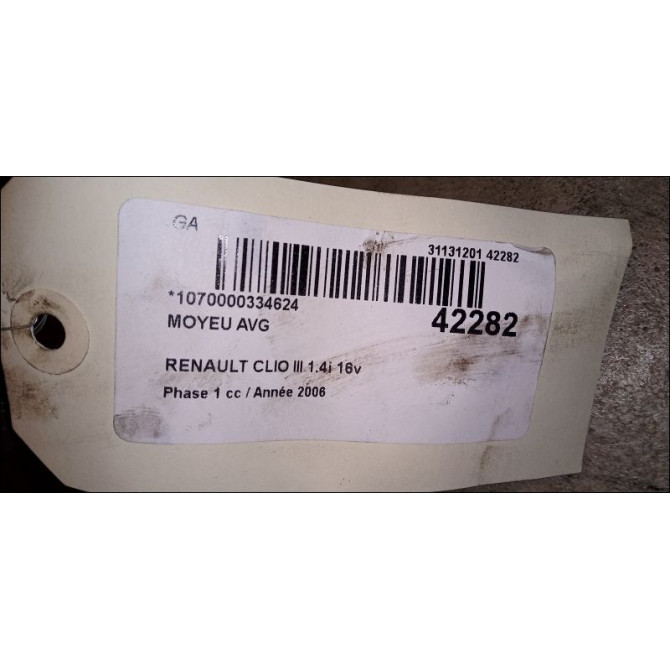 GA
31131201 42282
*1070000334624
42282
MOYEU AVG
RENAULT CLIO III 1.4i 16v
Phase 1 cc / Année 2006